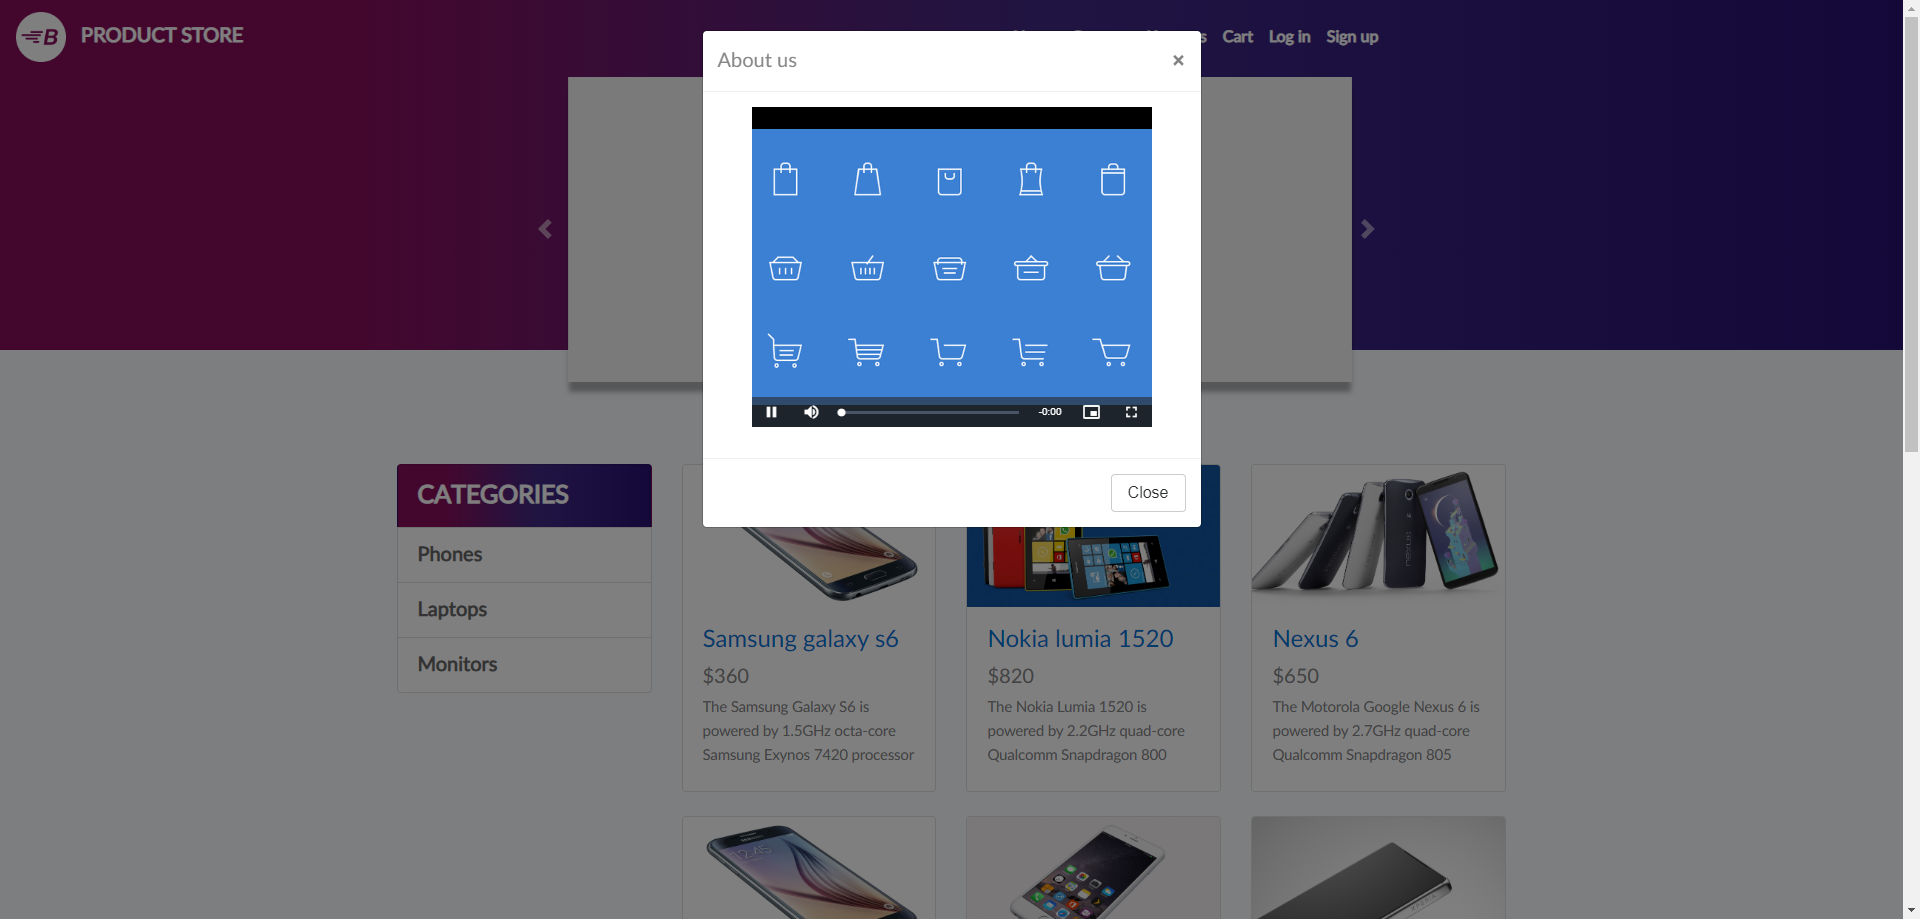 B PRODUCT STORE
Cart Log in Sign up
About us ×
-0:00
Close
CATEGORIES
Phones
Laptops
Monitors
Samsung galaxy s6
$360
The Samsung Galaxy S6 is
powered by 1.5GHz octa-core
Samsung Exynos 7420 processor
Nokia lumia 1520
$820
The Nokia Lumia 1520 is
powered by 2.2GHz quad-core
Qualcomm Snapdragon 800
Nexus 6
$650
The Motorola Google Nexus 6 is
powered by 2.7GHz quad-core
Qualcomm Snapdragon 805
12:45